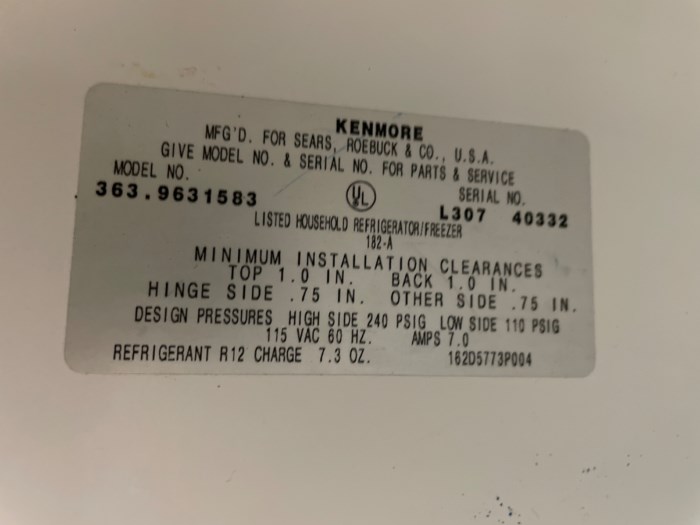 KENMORE
MFG'D. FOR SEARS, ROEBUCK & CO., U.S.A.
GIVE MODEL NO. & SERIAL NO. FOR PARTS & SERVICE
MODEL NO. SERIAL NO.
363.9631583 UL L307 40332
LISTED HOUSEHOLD REFRIGERATOR/FREEZER
182-A
MINIMUM INSTALLATION CLEARANCES
TOP 1.0 IN. BACK 1.0 IN.
HINGE SIDE .75 IN. OTHER SIDE .75 IN.
DESIGN PRESSURES HIGH SIDE 240 PSIG LOW SIDE 110 PSIG
115 VAC 60 HZ. AMPS 7.0
REFRIGERANT R12 CHARGE 7.3 OZ. 162D5773P004